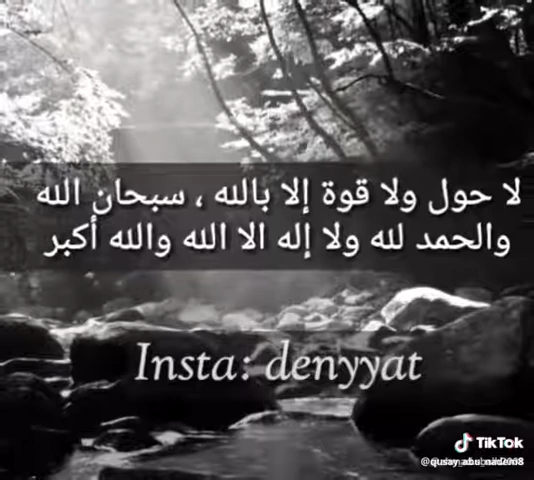 لا حول ولا قوة إلا بالله ، سبحان الله
والحمد لله ولا إله الا الله والله أكبر
Insta: denyyat
TikTok